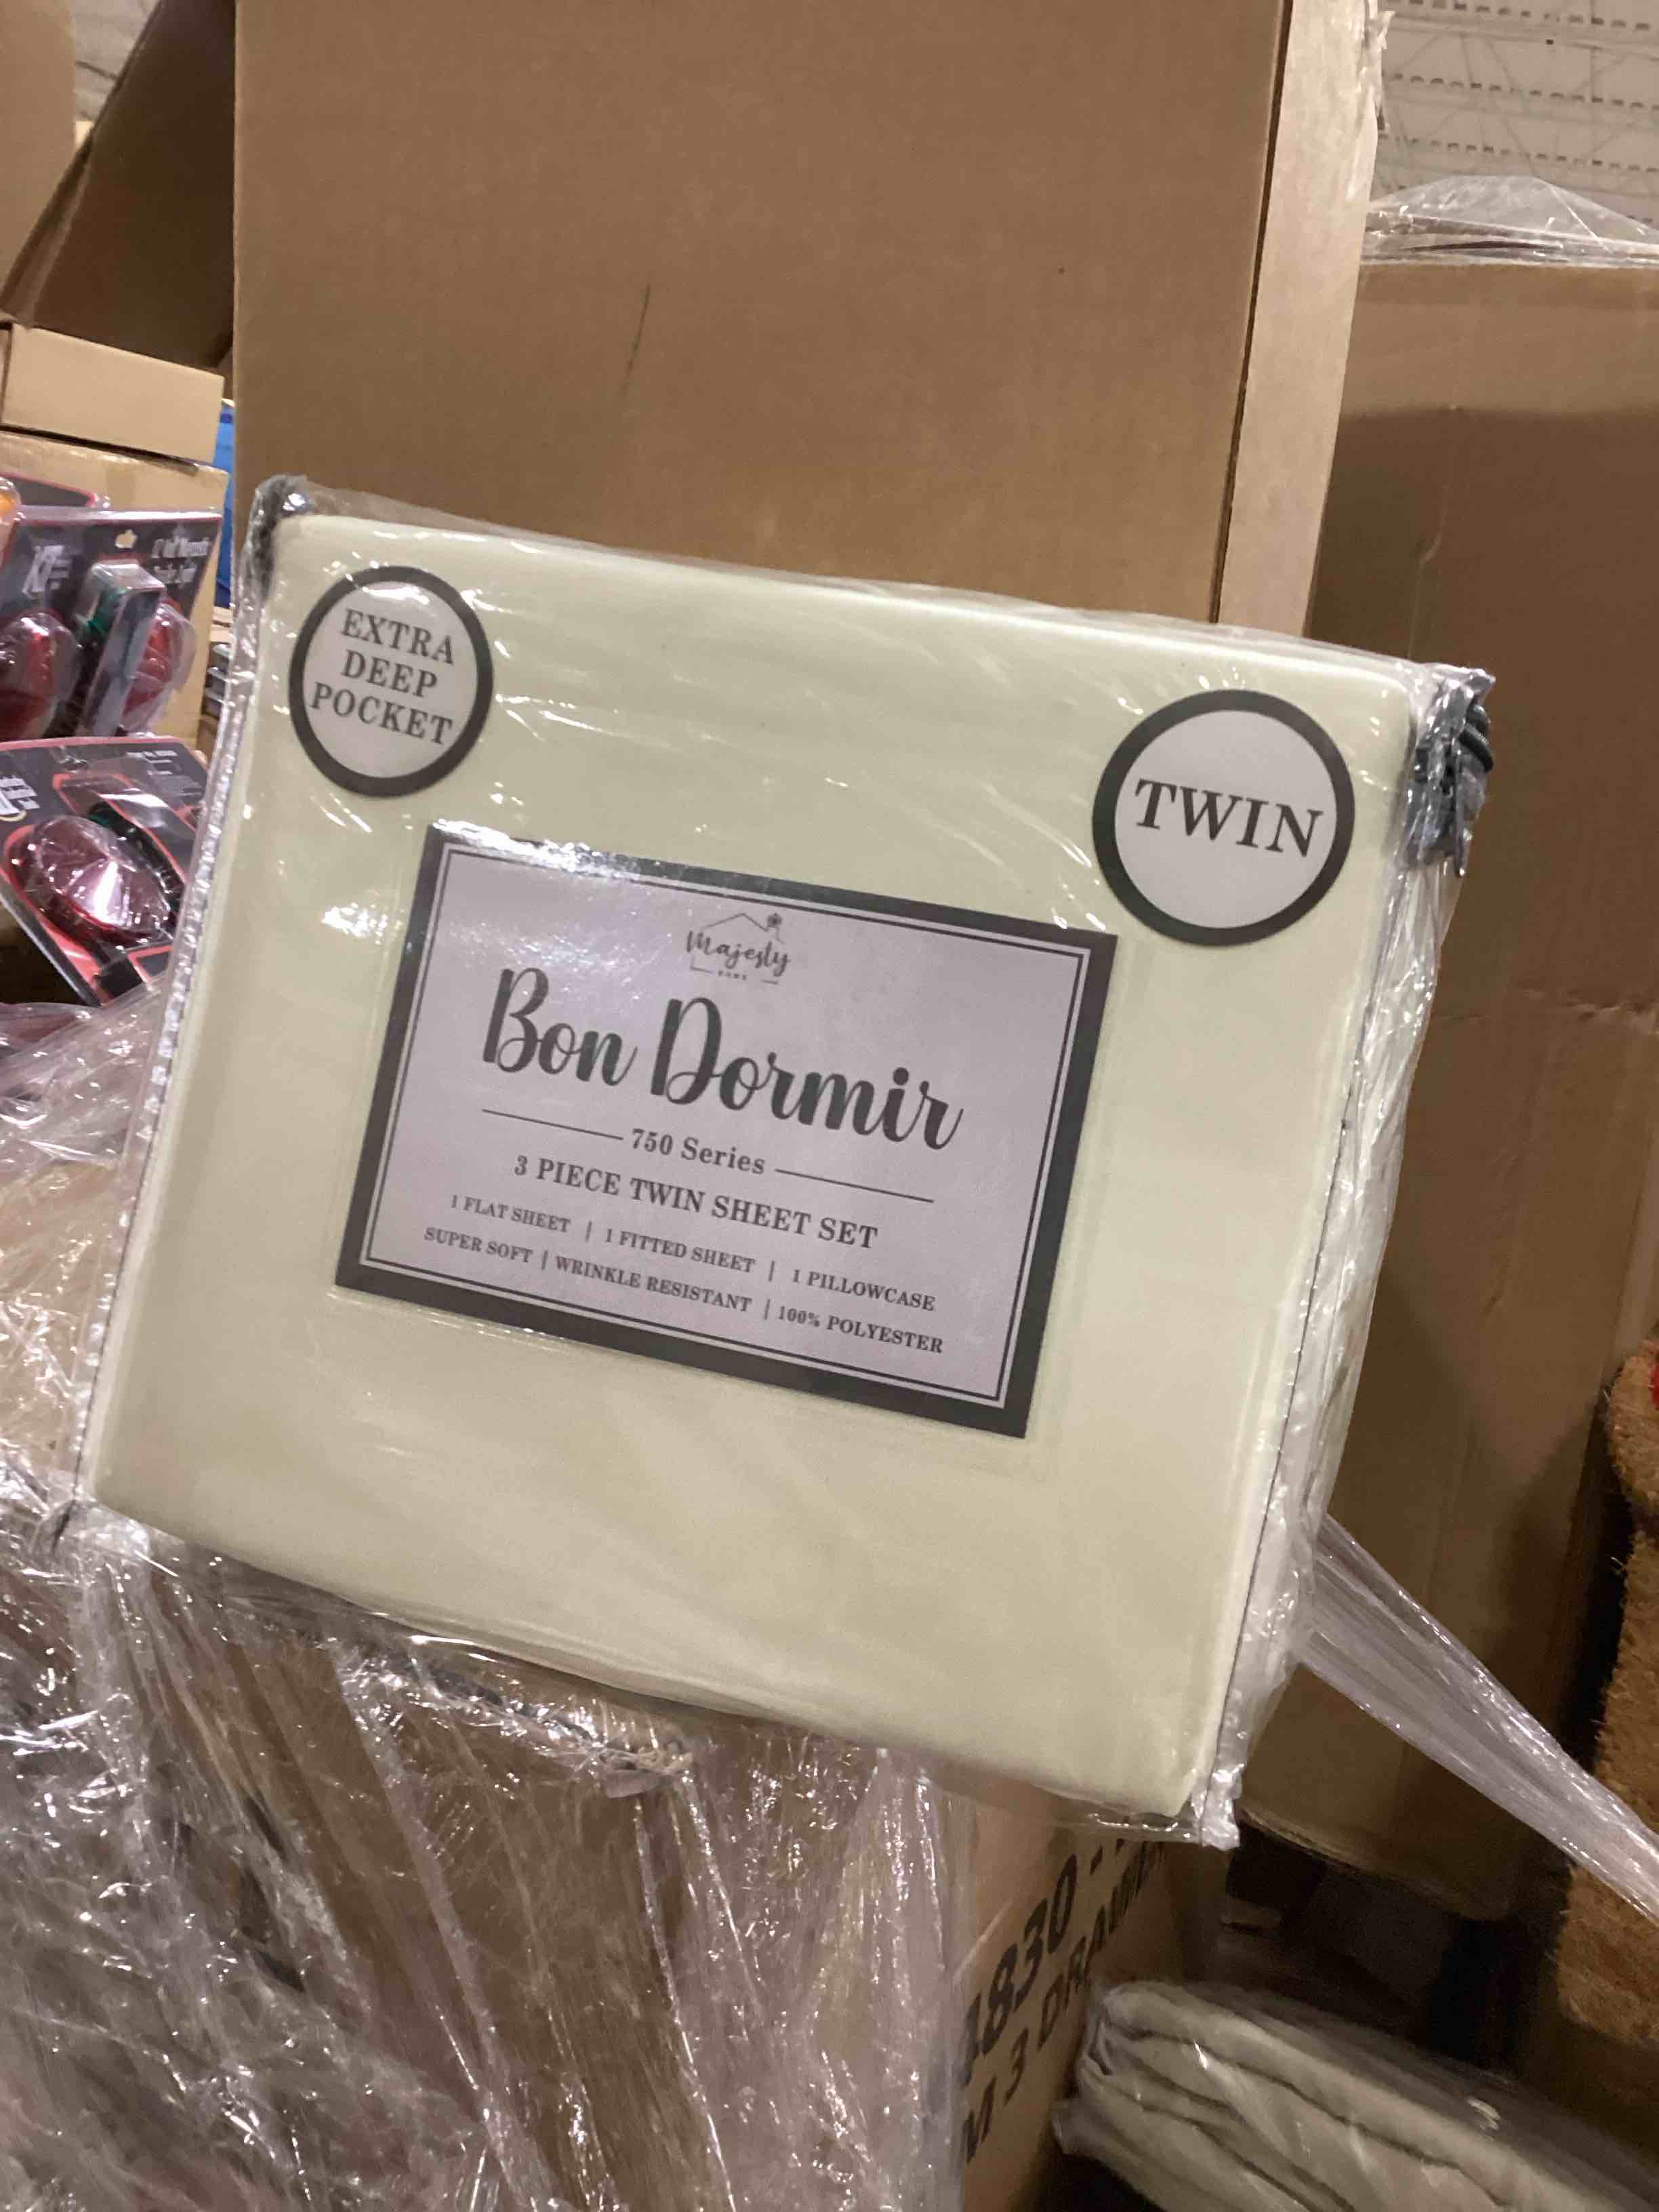 EXTRA
DEEP
POCKET
TWIN
Majesty
HOME
Bon Dormir
750 Series
3 PIECE TWIN SHEET SET
1 FLAT SHEET | 1 FITTED SHEET | 1 PILLOWCASE
SUPER SOFT | WRINKLE RESISTANT | 100% POLYESTER